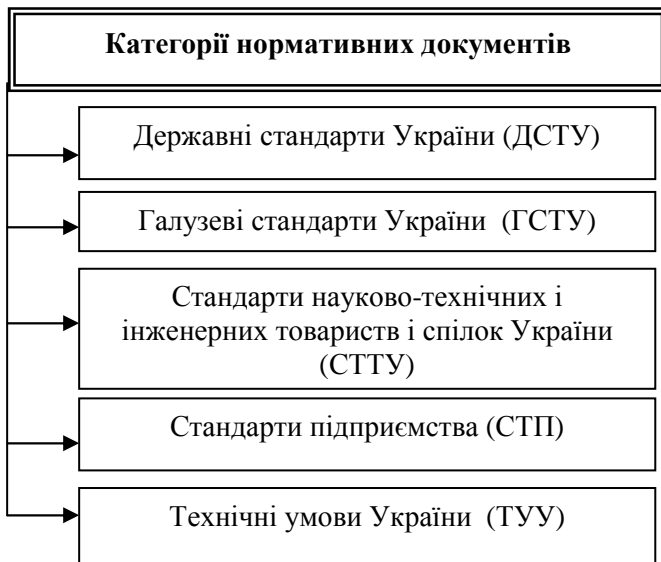 Категорії нормативних документів
Державні стандарти України (ДСТУ)
Галузеві стандарти України (ГСТУ)
Стандарти науково-технічних і
інженерних товариств і спілок України
(СТТУ)
Стандарти підприємства (СТП)
Технічні умови України (ТУУ)